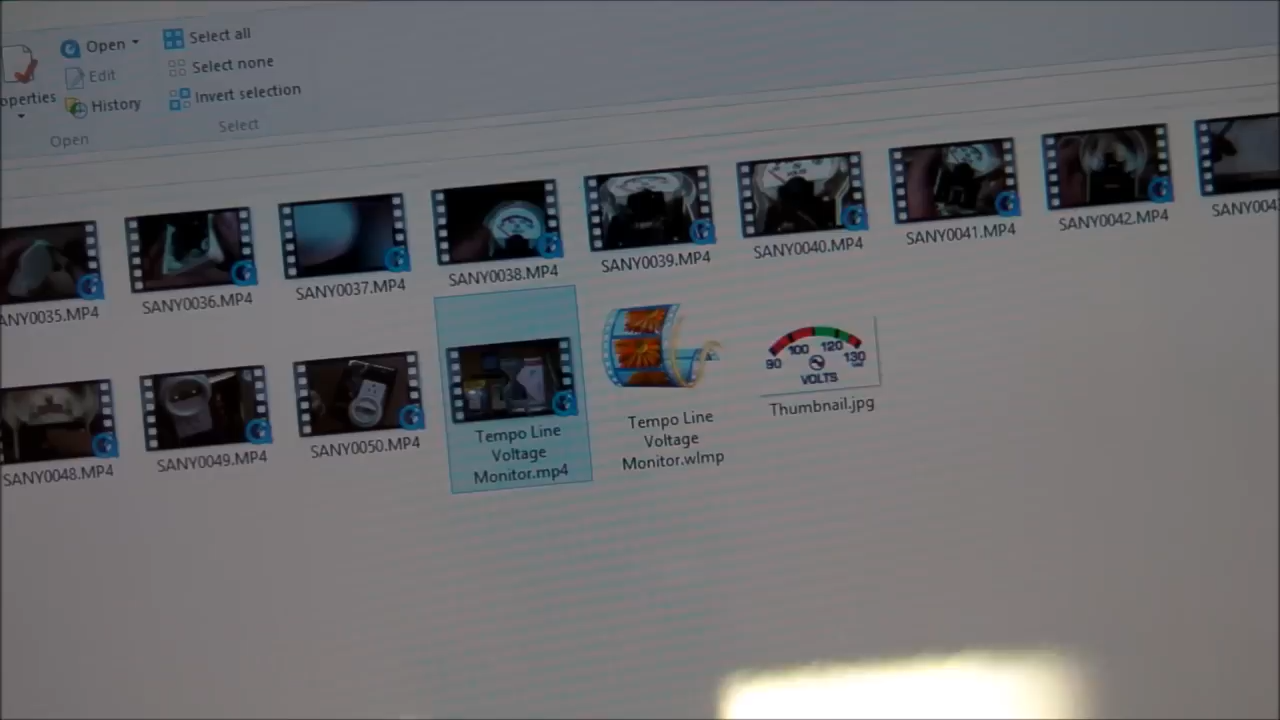 Open
Select all
Edit
Select none
operties
History
Invert selection
Open
Select
ANY0035.MP4
SANY0036.MP4
SANY0037.MP4
SANY0038.MP4
SANY0039.MP4
SANY0040.MP4
SANY0041.MP4
SANY0042.MP4
SANY004
SANY0048.MP4
SANY0049.MP4
SANY0050.MP4
Tempo Line
Voltage
Monitor.mp4
Tempo Line
Voltage
Monitor.wlmp
90 100 120 130
VOLTS
Thumbnail.jpg